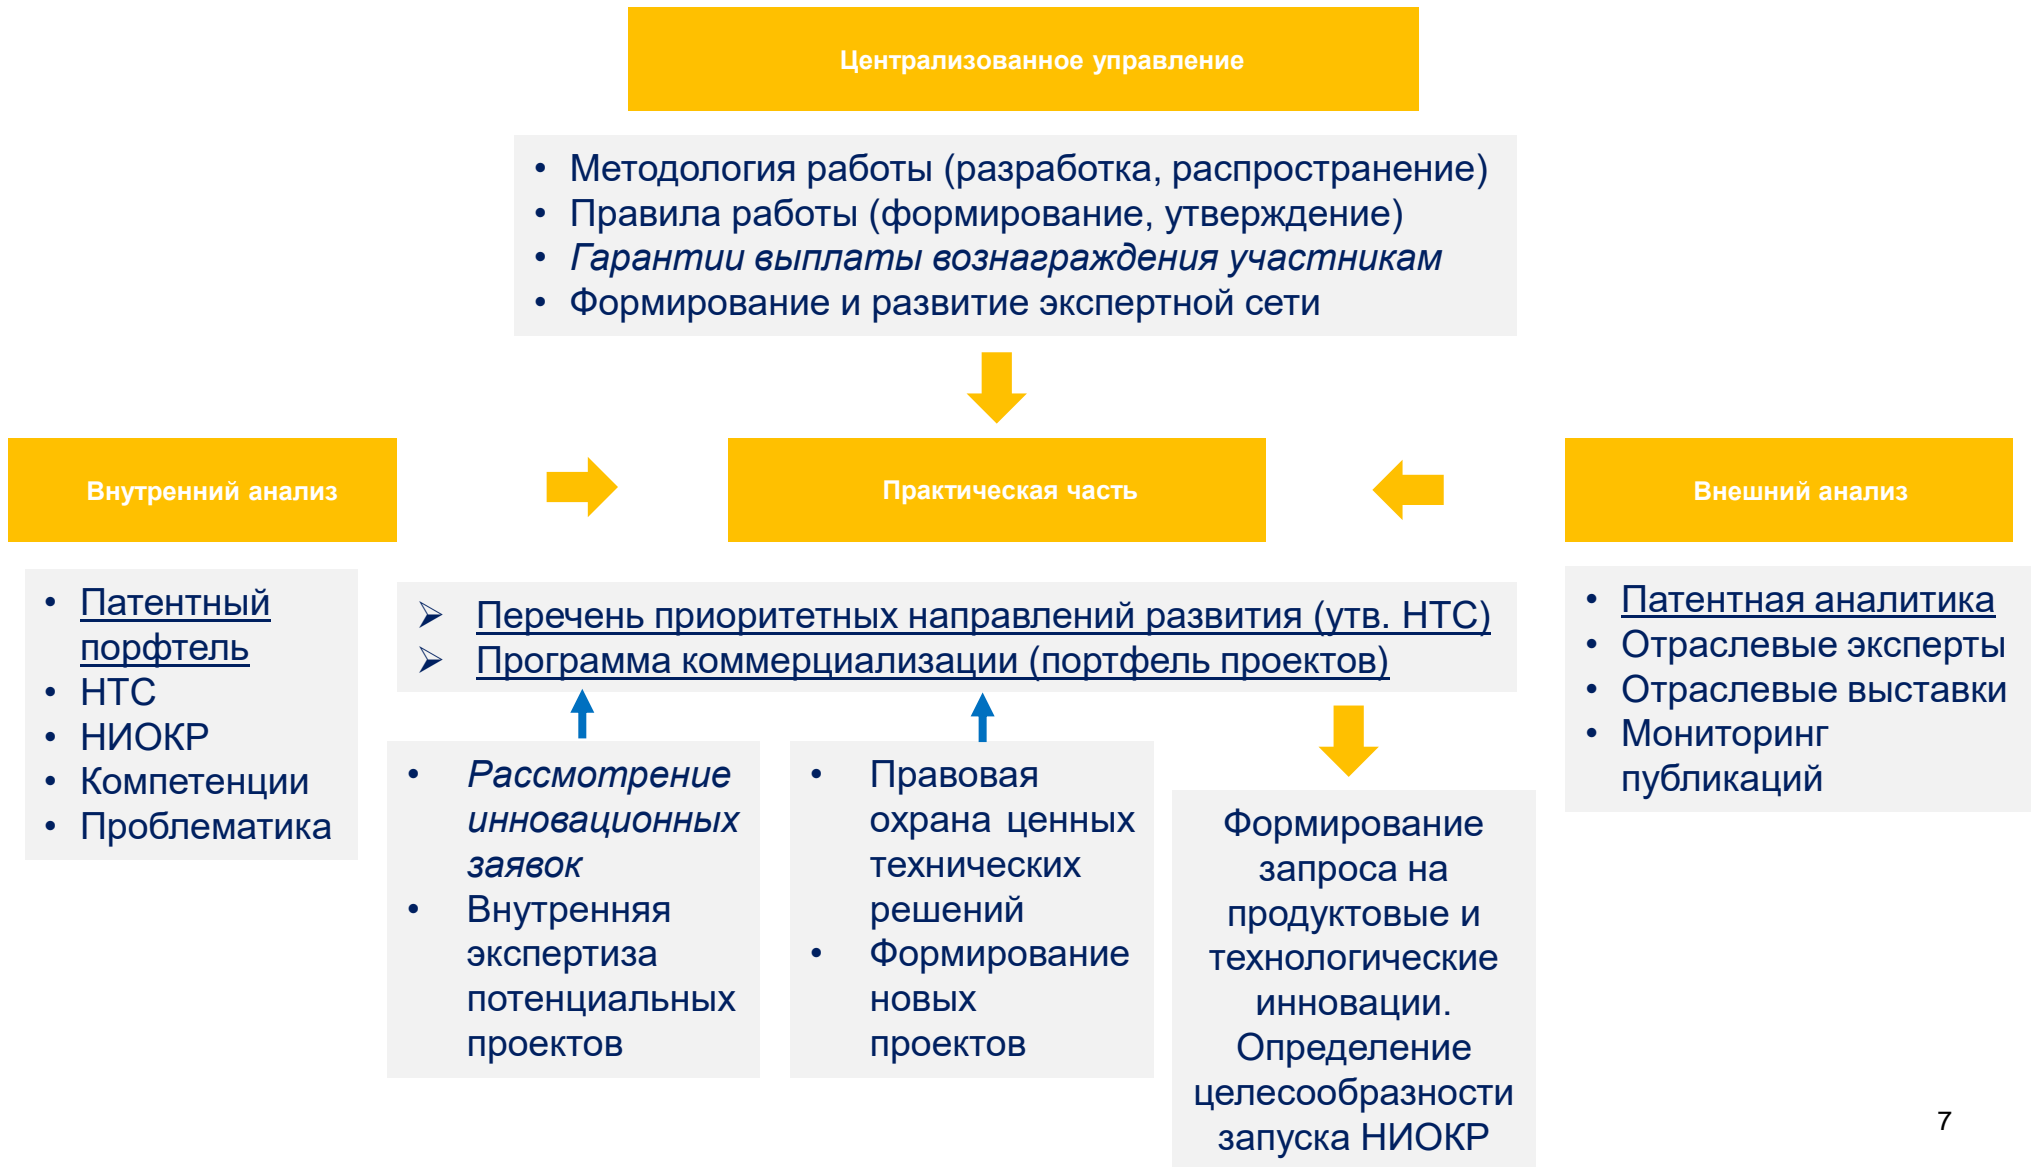 Централизованное управление
• Методология работы (разработка, распространение)
• Правила работы (формирование, утверждение)
• Гарантии выплаты вознаграждения участникам
• Формирование и развитие экспертной сети
Внутренний анализ
Практическая часть
Внешний анализ
• Патентный
порфтель
• НТС
• НИОКР
• Компетенции
• Проблематика
➢ Перечень приоритетных направлений развития (утв. НТС)
➢ Программа коммерциализации (портфель проектов)
• Патентная аналитика
• Отраслевые эксперты
• Отраслевые выставки
• Мониторинг
публикаций
• Рассмотрение
инновационных
заявок
• Внутренняя
экспертиза
потенциальных
проектов
• Правовая
охрана ценных
технических
решений
• Формирование
новых
проектов
Формирование
запроса на
продуктовые и
технологические
инновации.
Определение
целесообразности
запуска НИОКР
7